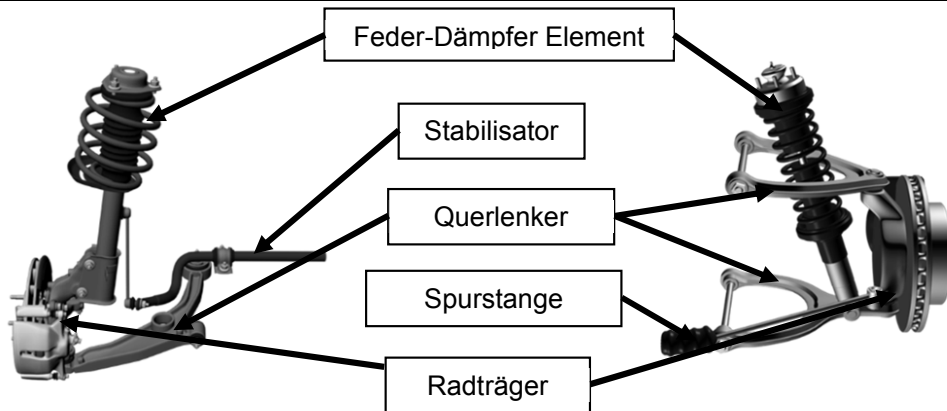 Feder-Dämpfer Element
Stabilisator
Querlenker
Spurstange
Radträger